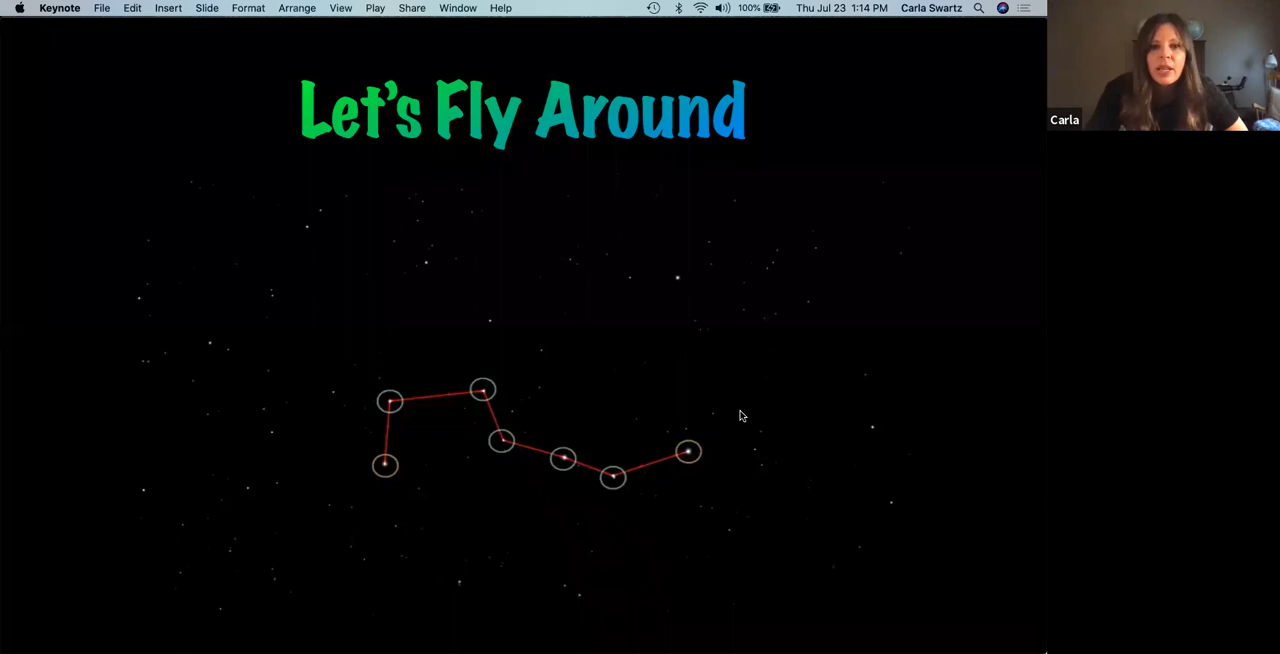 Keynote File Edit Insert Slide Format Arrange View Play Share Window Help 100% Thu Jul 23 1:14 PM Carla Swartz
Let's Fly Around
Carla